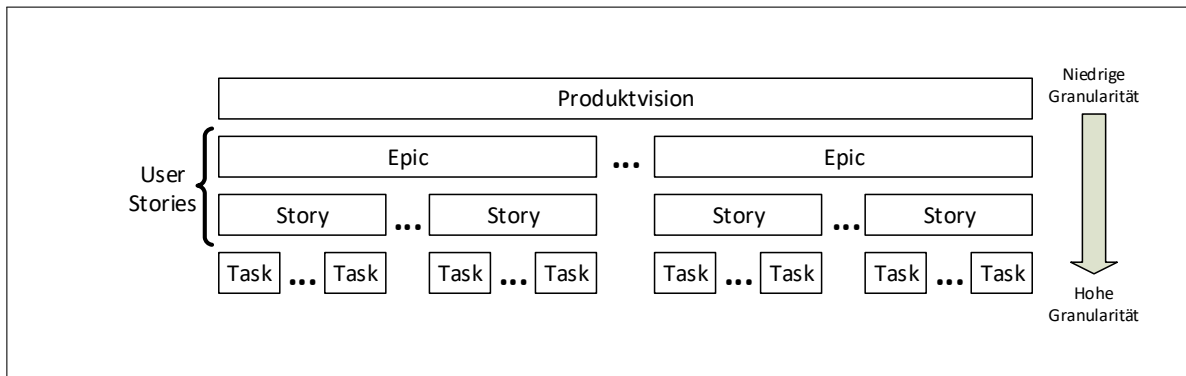 Produktvision
Niedrige
Granularität
Epic ... Epic
User
Stories
Story ... Story Story ... Story
Task ... Task Task ... Task Task ... Task Task ... Task
Hohe
Granularität